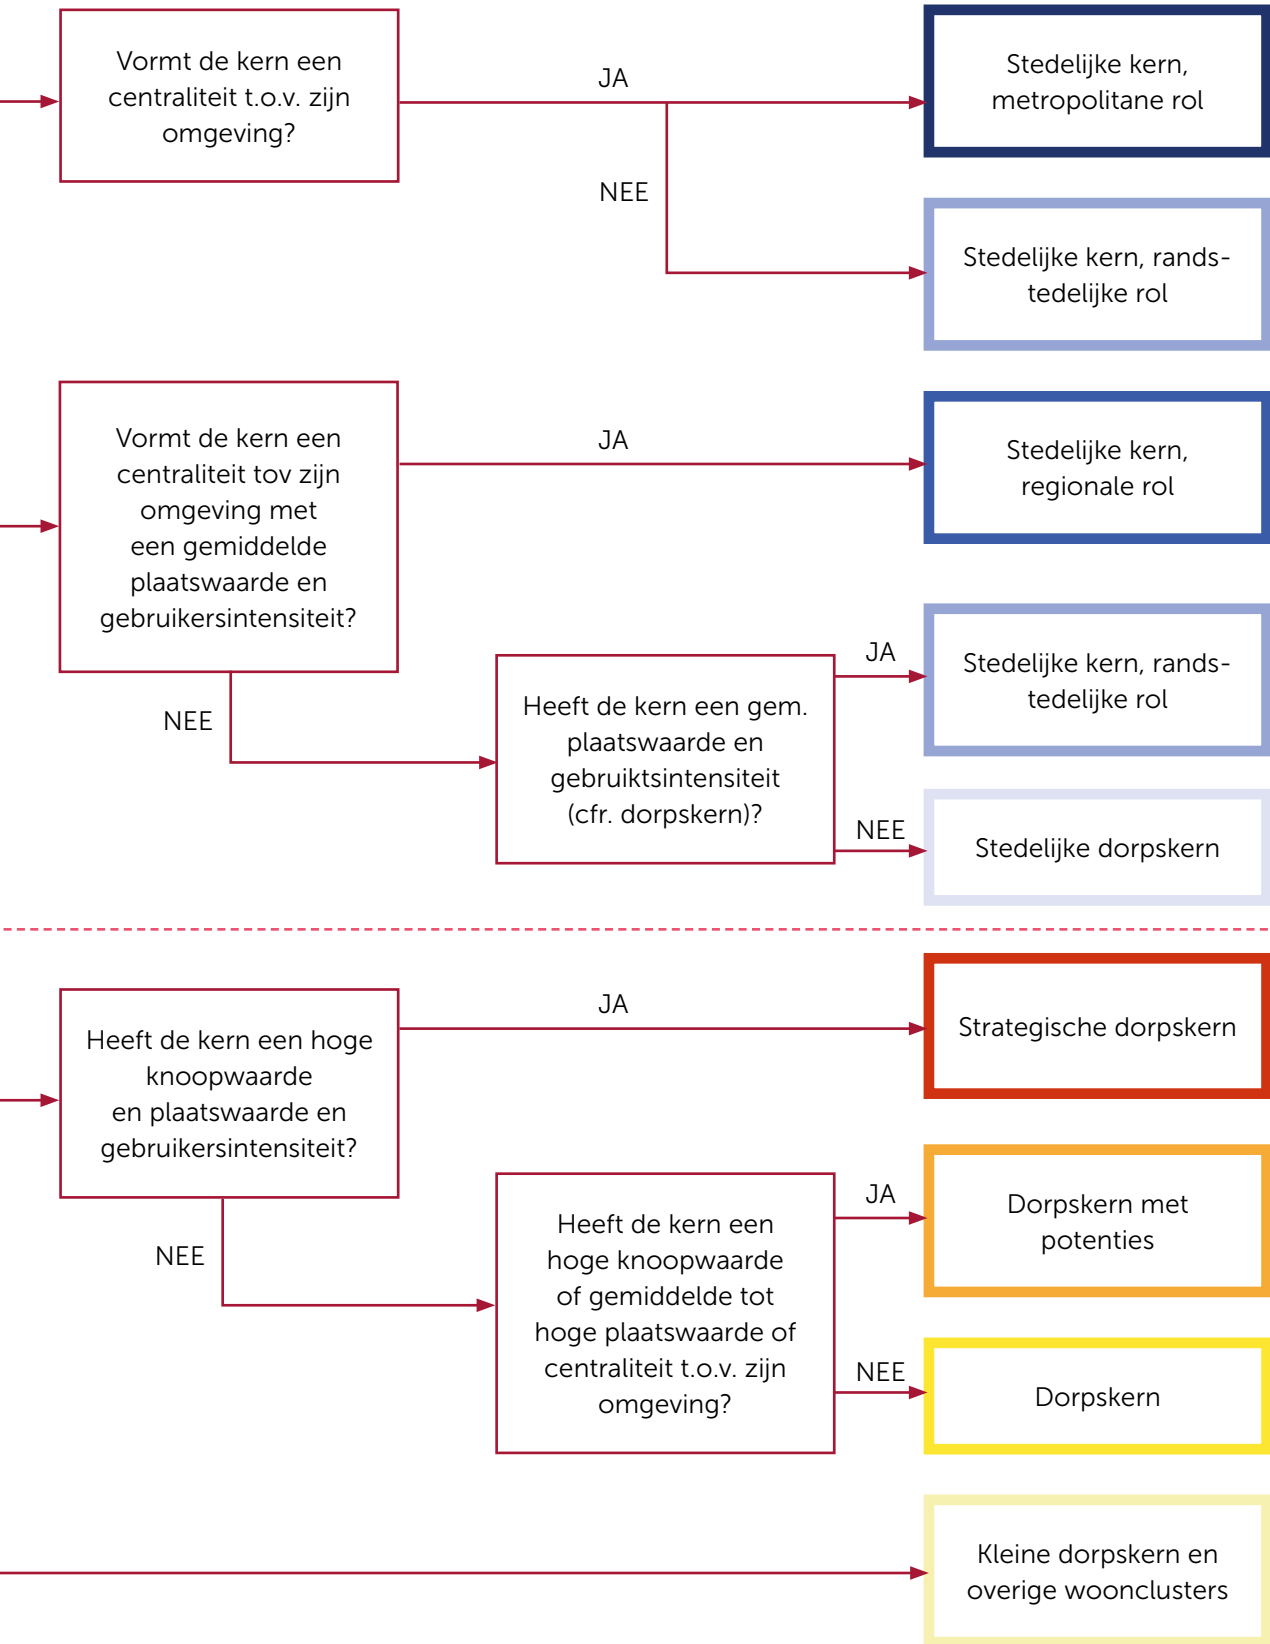 Vormt de kern een
centraliteit t.o.v. zijn
omgeving?
JA
NEE
Stedelijke kern,
metropolitane rol
Stedelijke kern, rands-
tedelijke rol
Vormt de kern een
centraliteit tov zijn
omgeving met
een gemiddelde
plaatswaarde en
gebruikersintensiteit?
JA
Stedelijke kern,
regionale rol
NEE
Heeft de kern een gem.
plaatswaarde en
gebruiktsintensiteit
(cfr. dorpskern)?
JA
Stedelijke kern, rands-
tedelijke rol
NEE
Stedelijke dorpskern
Heeft de kern een hoge
knoopwaarde
en plaatswaarde en
gebruikersintensiteit?
JA
Strategische dorpskern
NEE
Heeft de kern een
hoge knoopwaarde
of gemiddelde tot
hoge plaatswaarde of
centraliteit t.o.v. zijn
omgeving?
JA
Dorpskern met
potenties
NEE
Dorpskern
Kleine dorpskern en
overige woonclusters